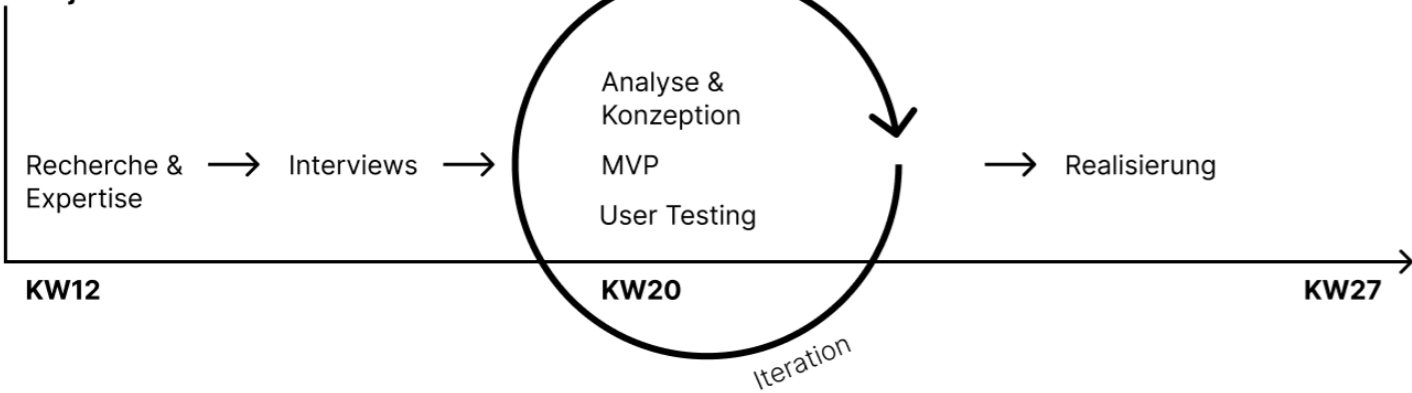 Analyse &
Konzeption
Recherche &
Expertise
Interviews
MVP
Realisierung
User Testing
KW12
KW20
KW27
Iteration